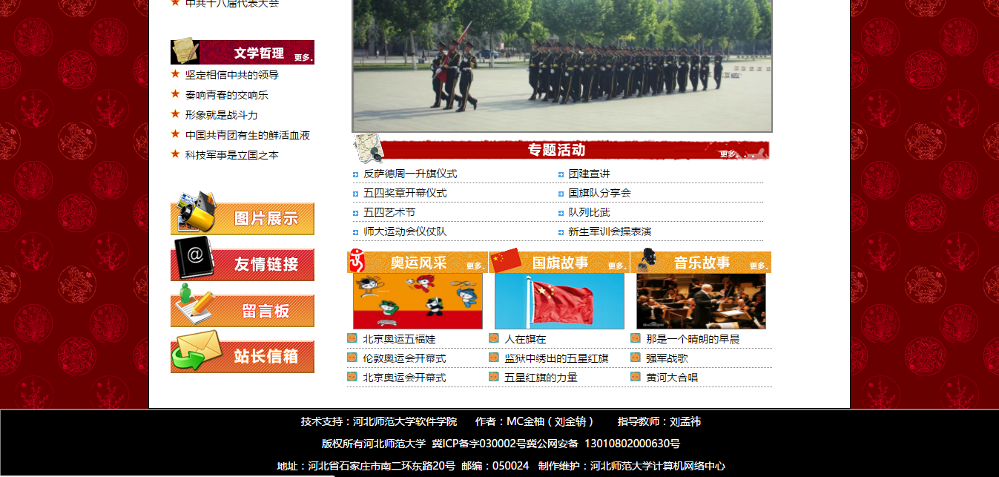 中共十八届代表大会
文学哲理 更多.
坚定相信中共的领导
奏响青春的交响乐
形象就是战斗力
中国共青团有生的鲜活血液
科技军事是立国之本
图片展示
@
友情链接
留言板
站长信箱
专题活动 更多. . . .
反萨德周一升旗仪式 团建宣讲
五四奖章开幕仪式 国旗队分享会
五四艺术节 队列比武
师大运动会仪仗队 新生军训会操表演
奥运风采 更多. 国旗故事 更多. 音乐故事 更多.
北京奥运五福娃 人在旗在 那是一个晴朗的早晨
伦敦奥运会开幕式 监狱中绣出的五星红旗 强军战歌
北京奥运会开幕式 五星红旗的力量 黄河大合唱
技术支持：河北师范大学软件学院 作者：MC金柚（刘金 ） 指导教师：刘孟祎
版权所有河北师范大学 冀ICP备字030002号冀公网安备 13010802000630号
地址：河北省石家庄市南二环东路20号 邮编：050024 制作维护：河北师范大学计算机网络中心